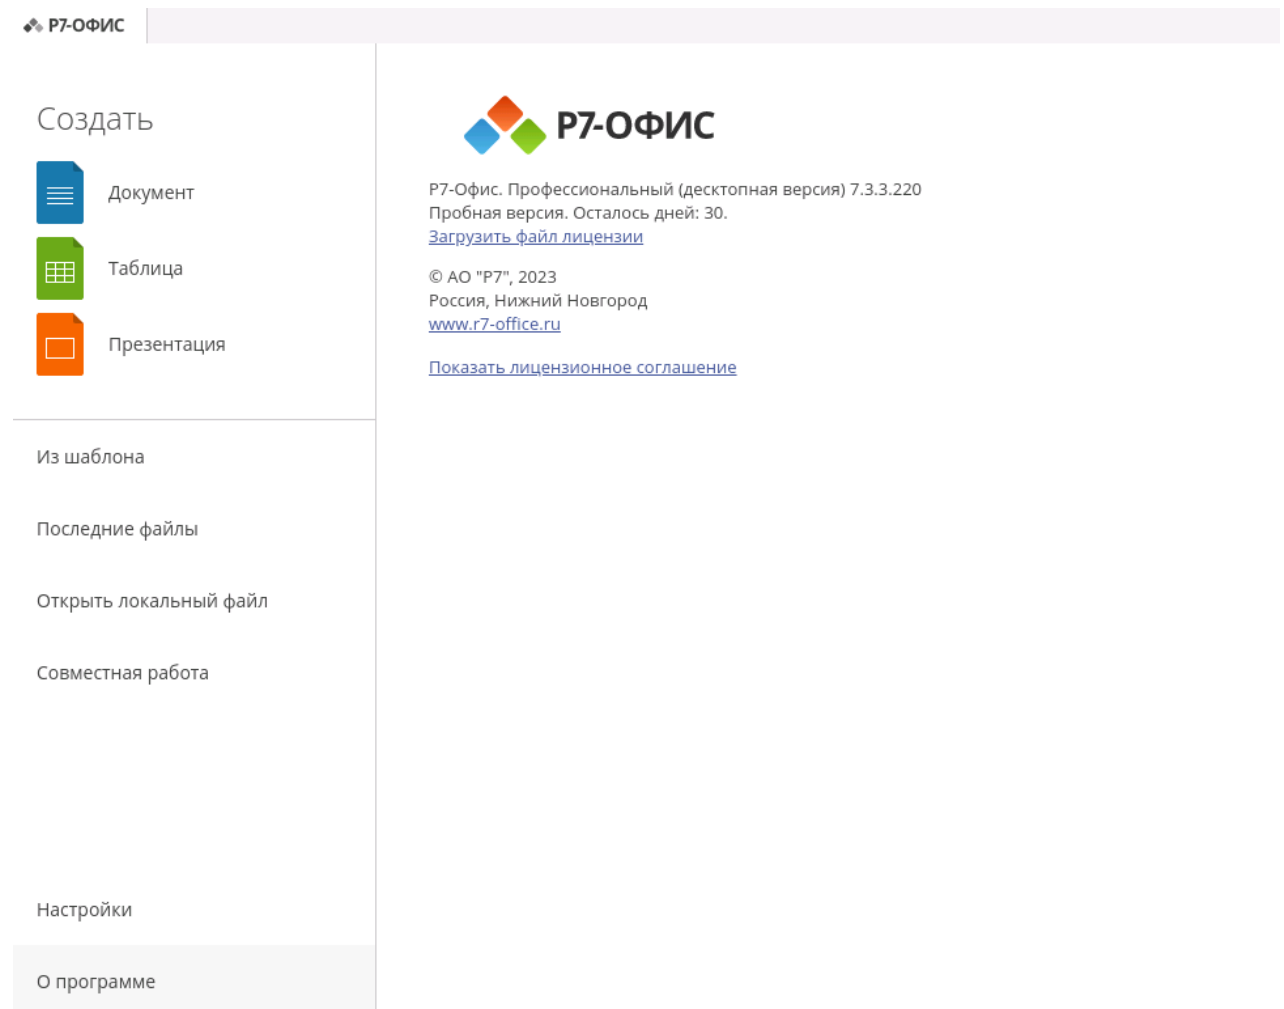 Р7-ОФИС
Создать
Документ
Таблица
Презентация
Из шаблона
Последние файлы
Открыть локальный файл
Совместная работа
Настройки
О программе
Р7-ОФИС
Р7-Офис. Профессиональный (десктопная версия) 7.3.3.220
Пробная версия. Осталось дней: 30.
Загрузить файл лицензии
© АО "Р7", 2023
Россия, Нижний Новгород
www.r7-office.ru
Показать лицензионное соглашение